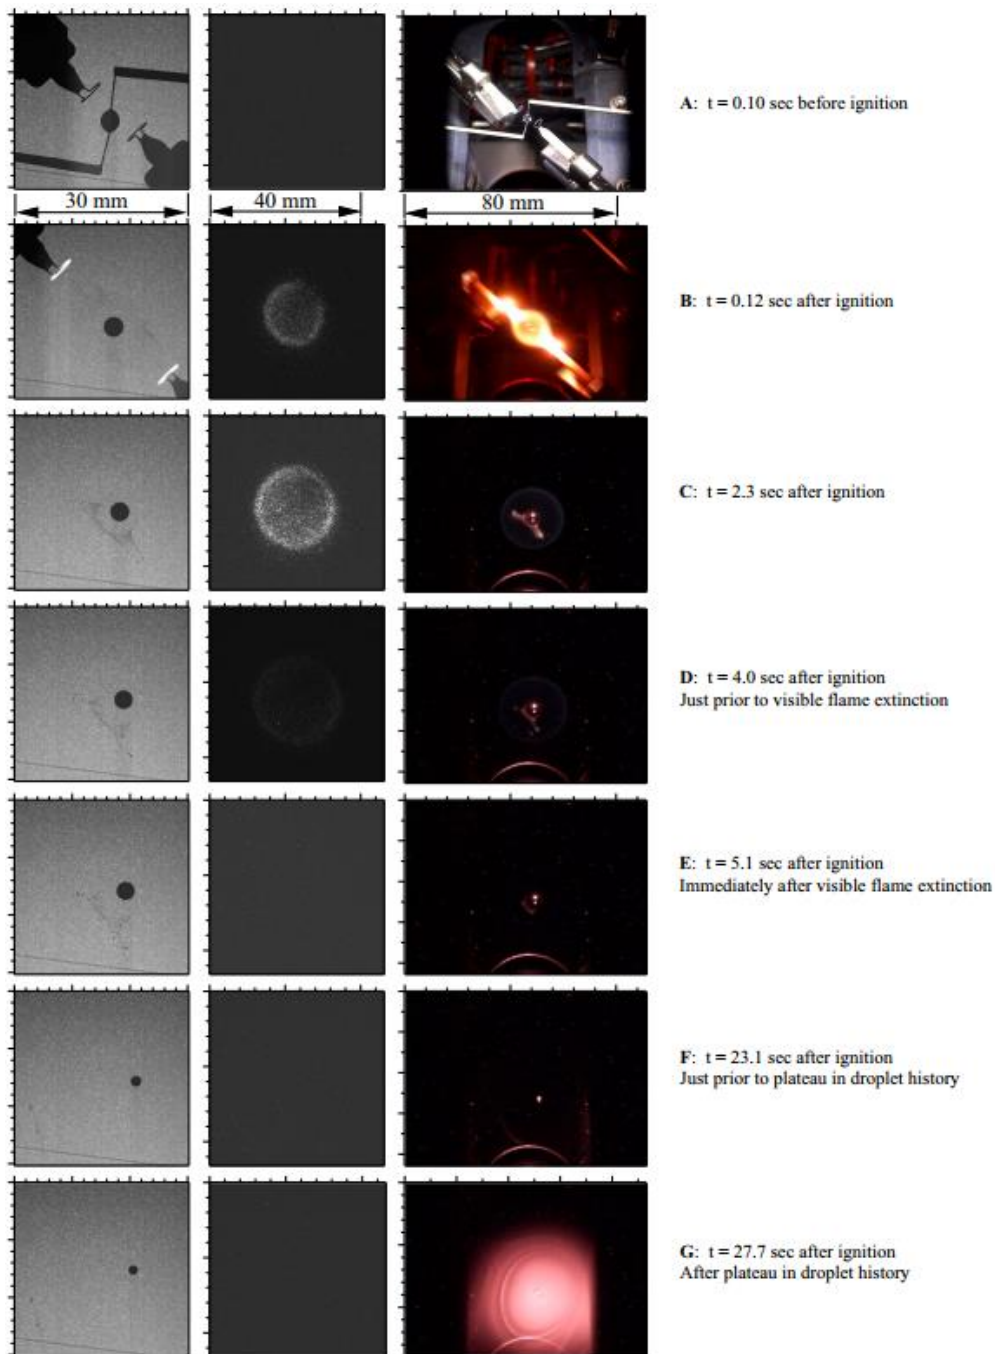 A: t = 0.10 sec before ignition
30 mm
40 mm
80 mm
B: t = 0.12 sec after ignition
C: t = 2.3 sec after ignition
D: t = 4.0 sec after ignition
Just prior to visible flame extinction
E: t = 5.1 sec after ignition
Immediately after visible flame extinction
F: t = 23.1 sec after ignition
Just prior to plateau in droplet history
G: t = 27.7 sec after ignition
After plateau in droplet history